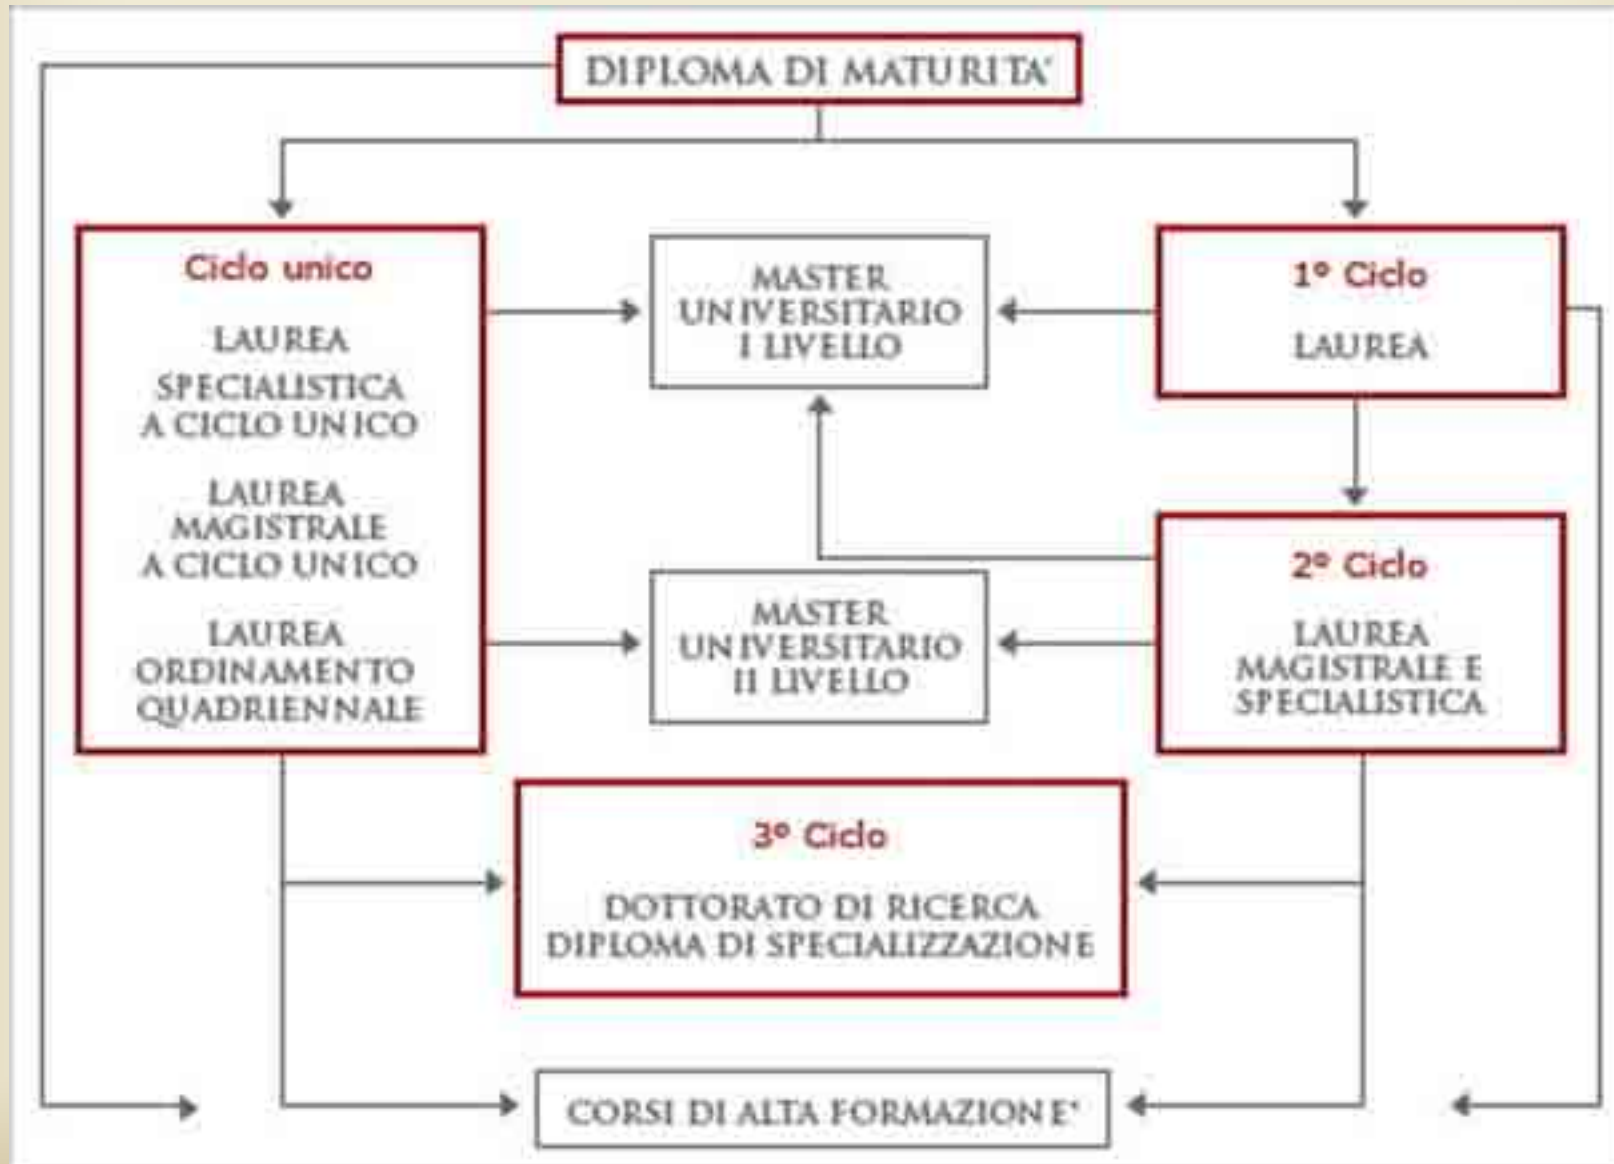 DIPLOMA DI MATURITA'
Ciclo unico
LAUREA
SPECIALISTICA
A CICLO UNICO
LAUREA
MAGISTRALE
A CICLO UNICO
LAUREA
ORDINAMENTO
QUADRIENNALE
MASTER
UNIVERSITARIO
I LIVELLO
1° Ciclo
LAUREA
MASTER
UNIVERSITARIO
II LIVELLO
2° Ciclo
LAUREA
MAGISTRALE E
SPECIALISTICA
3° Ciclo
DOTTORATO DI RICERCA
DIPLOMA DI SPECIALIZZAZIONE
CORSI DI ALTA FORMAZIONE*